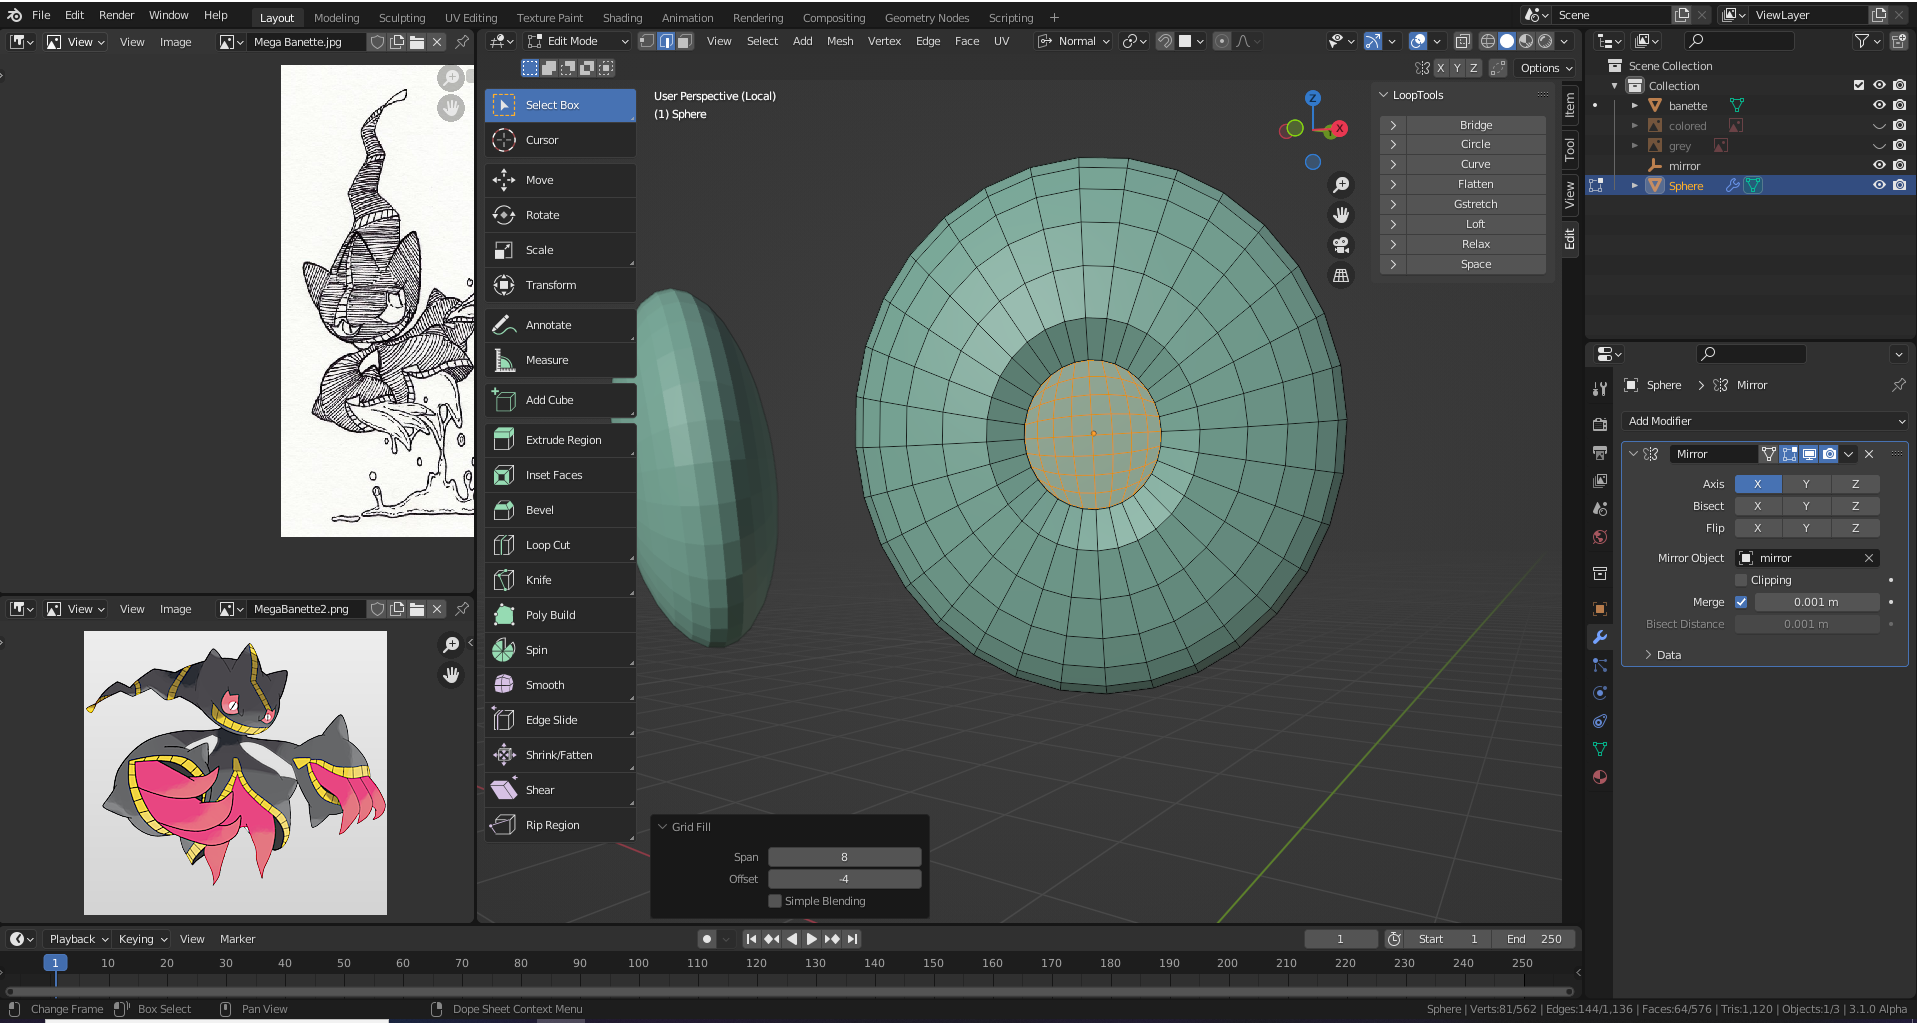 File Edit Render Window Help Layout Modeling Sculpting UV Editing Texture Paint Shading Animation Rendering Compositing Geometry Nodes Scripting + Scene ViewLayer
View View Image Mega Banette.jpg
Edit Mode View Select Add Mesh Vertex Edge Face UV Normal
X Y Z Options
User Perspective (Local)
(1) Sphere
Select Box
Cursor
Move
Rotate
Scale
Transform
Annotate
Measure
Add Cube
Extrude Region
Inset Faces
Bevel
Loop Cut
Knife
Poly Build
Spin
Smooth
Edge Slide
Shrink/Fatten
Shear
Rip Region
Z
X
LoopTools
Bridge
Circle
Curve
Flatten
Gstretch
Loft
Relax
Space
Item
Tool
View
Edit
Scene Collection
Collection
banette
colored
grey
mirror
Sphere
Sphere Mirror
Add Modifier
Mirror
Axis X Y Z
Bisect X Y Z
Flip X Y Z
Mirror Object mirror
Clipping
Merge 0.001 m
Bisect Distance 0.001 m
Data
View View Image MegaBanette2.png
Grid Fill
Span 8
Offset -4
Simple Blending
Playback Keying View Marker 1 Start 1 End 250
1 10 20 30 40 50 60 70 80 90 100 110 120 130 140 150 160 170 180 190 200 210 220 230 240 250
Change Frame Box Select Pan View Dope Sheet Context Menu Sphere | Verts:81/562 | Edges:144/1,136 | Faces:64/576 | Tris:1,120 | Objects:1/3 | 3.1.0 Alpha